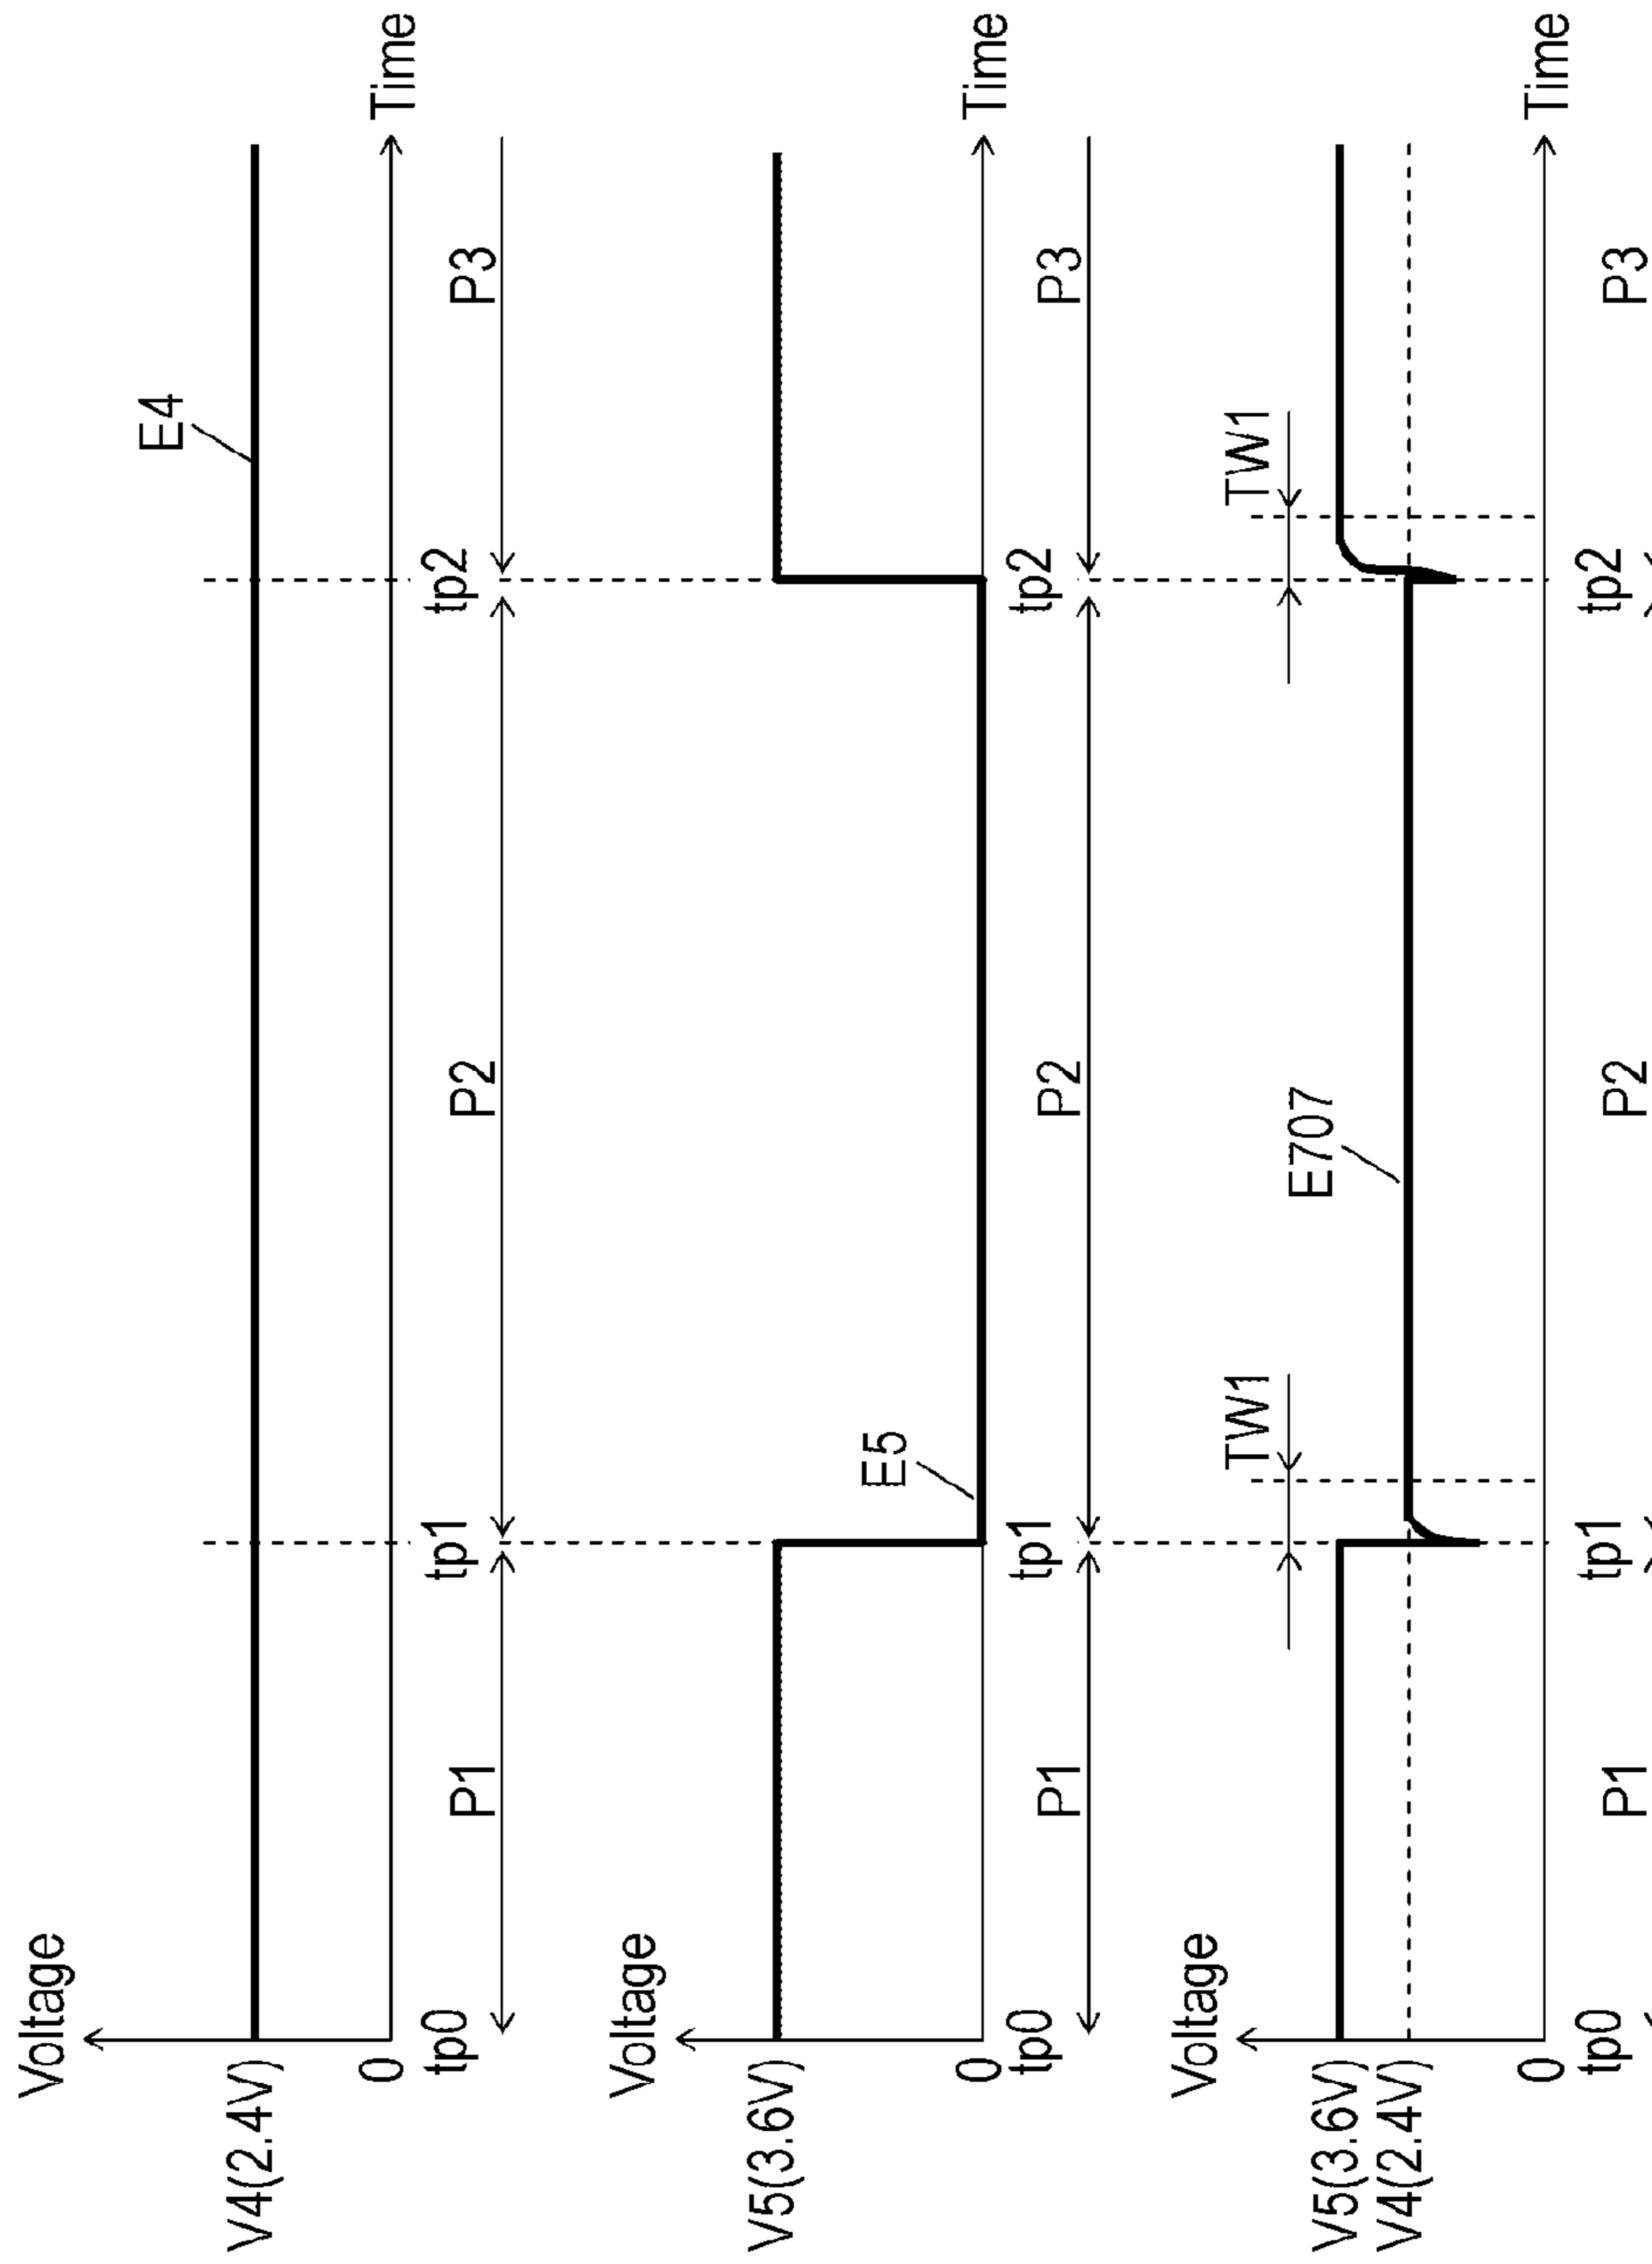 Voltage
V4(2.4V)
E4
0
Time
tp0
tp1
tp2
P1
P2
P3
Voltage
V5(3.6V)
E5
0
Time
tp0
tp1
tp2
P1
P2
P3
Voltage
TW1
TW1
V5(3.6V)
E707
V4(2.4V)
0
Time
tp0
tp1
tp2
P1
P2
P3